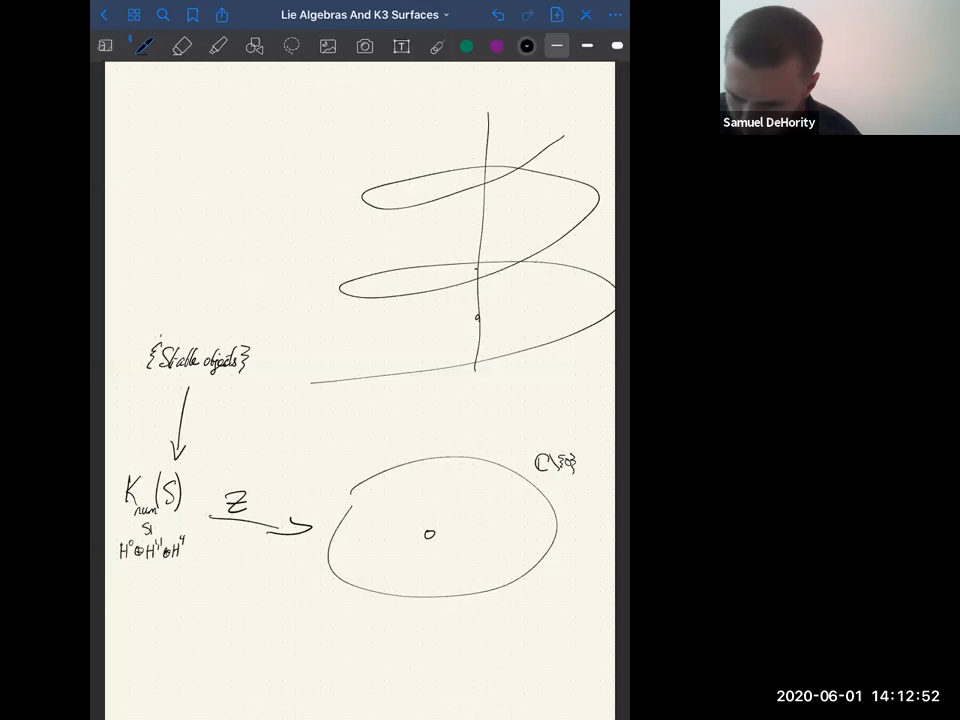 Lie Algebras And K3 Surfaces
Samuel DeHority
{Stable objects}
ℂ\{0}
K_num(S) Z
SI
H⁰⊕H¹,¹⊕H⁴
2020-06-01 14:12:52